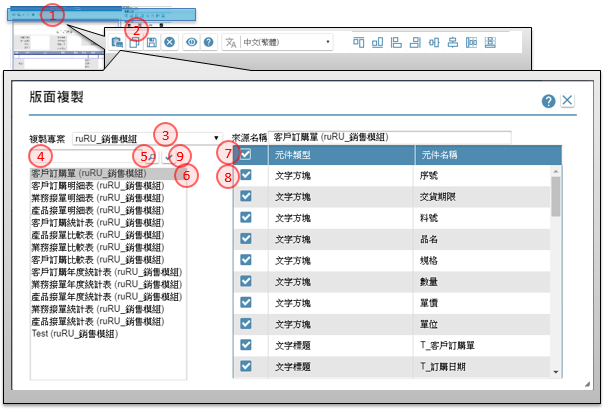 1
2
中文(繁體)
版面複製
複製專案 ruRU_銷售模組 3 來源名稱 客戶訂購單 (ruRU_銷售模組)
4 5 9 7 元件類型 元件名稱
6 8
客戶訂購單 (ruRU_銷售模組)
客戶訂購明細表 (ruRU_銷售模組)
業務接單明細表 (ruRU_銷售模組)
產品接單明細表 (ruRU_銷售模組)
客戶訂購統計表 (ruRU_銷售模組)
產品接單比較表 (ruRU_銷售模組)
業務接單比較表 (ruRU_銷售模組)
客戶訂購比較表 (ruRU_銷售模組)
客戶訂購年度統計表 (ruRU_銷售模組)
業務接單年度統計表 (ruRU_銷售模組)
產品接單年度統計表 (ruRU_銷售模組)
業務接單統計表 (ruRU_銷售模組)
產品接單統計表 (ruRU_銷售模組)
Test (ruRU_銷售模組)
文字方塊 序號
文字方塊 交貨期限
文字方塊 料號
文字方塊 品名
文字方塊 規格
文字方塊 數量
文字方塊 單價
文字方塊 單位
文字標題 T_客戶訂購單
文字標題 T_訂購日期